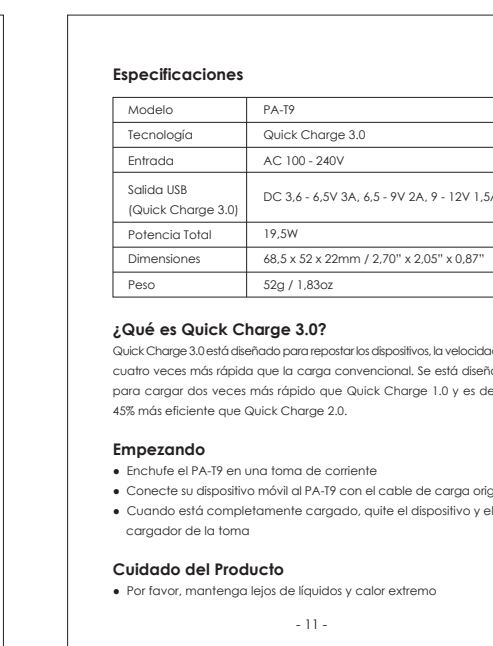 Especificaciones
Modelo PA-T9
Tecnología Quick Charge 3.0
Entrada AC 100 - 240V
Salida USB
(Quick Charge 3.0) DC 3,6 - 6,5V 3A, 6,5 - 9V 2A, 9 - 12V 1,5A
Potencia Total 19,5W
Dimensiones 68,5 x 52 x 22mm / 2,70” x 2,05” x 0,87”
Peso 52g / 1,83oz
¿Qué es Quick Charge 3.0?
Quick Charge 3.0 está diseñado para repostar los dispositivos, la velocidad
cuatro veces más rápida que la carga convencional. Se está
para cargar dos veces más rápido que Quick Charge 1.0 y es
45% más eficiente que Quick Charge 2.0.
Empezando
● Enchufe el PA-T9 en una toma de corriente
● Conecte su dispositivo móvil al PA-T9 con el cable de carga
● Cuando está completamente cargado, quite el dispositivo y el
cargador de la toma
Cuidado del Producto
● Por favor, mantenga lejos de líquidos y calor extremo
- 11 -